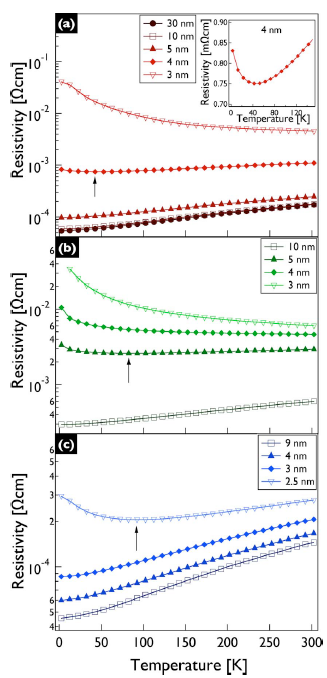 (a)
30 nm
10 nm
5 nm
4 nm
3 nm
4 nm
Resistivity [mΩcm]
0.90
0.85
0.80
0.75
0.70
0
40
80
120
Temperature [K]
Resistivity [Ωcm]
10⁻¹
10⁻²
10⁻³
10⁻⁴
(b)
10 nm
5 nm
4 nm
3 nm
Resistivity [Ωcm]
6
4
2
10⁻²
6
4
2
10⁻³
6
4
(c)
9 nm
4 nm
3 nm
2.5 nm
Resistivity [Ωcm]
6
5
4
3
2
10⁻⁴
8
7
6
5
4
0
50
100
150
200
250
300
Temperature [K]